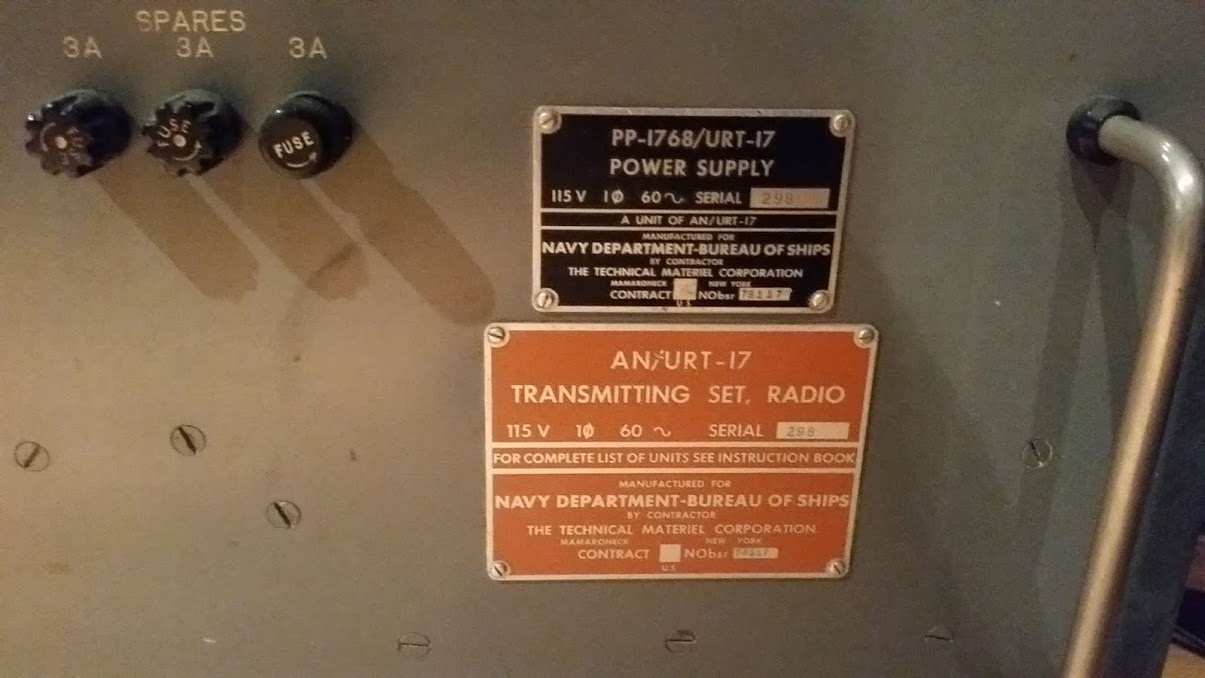 SPARES
3A 3A 3A
FUSE FUSE FUSE
PP-1768/URT-17
POWER SUPPLY
115 V 1Φ 60 ~ SERIAL 298
A UNIT OF AN/URT-17
MANUFACTURED FOR
NAVY DEPARTMENT-BUREAU OF SHIPS
BY CONTRACTOR
THE TECHNICAL MATERIEL CORPORATION
MAMARONECK NEW YORK
CONTRACT NObsr
U.S
AN/URT-17
TRANSMITTING SET, RADIO
115 V 1Φ 60 ~ SERIAL 298
FOR COMPLETE LIST OF UNITS SEE INSTRUCTION BOOK
MANUFACTURED FOR
NAVY DEPARTMENT-BUREAU OF SHIPS
BY CONTRACTOR
THE TECHNICAL MATERIEL CORPORATION
MAMARONECK NEW YORK
CONTRACT NObsr
U.S